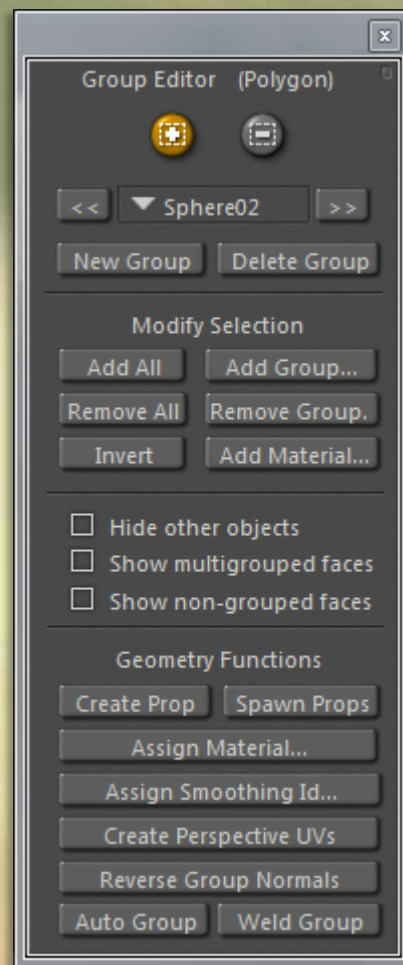 x
Group Editor (Polygon)
<< Sphere02 >>
New Group Delete Group
Modify Selection
Add All Add Group...
Remove All Remove Group.
Invert Add Material...
Hide other objects
Show multigrouped faces
Show non-grouped faces
Geometry Functions
Create Prop Spawn Props
Assign Material...
Assign Smoothing Id...
Create Perspective UVs
Reverse Group Normals
Auto Group Weld Group